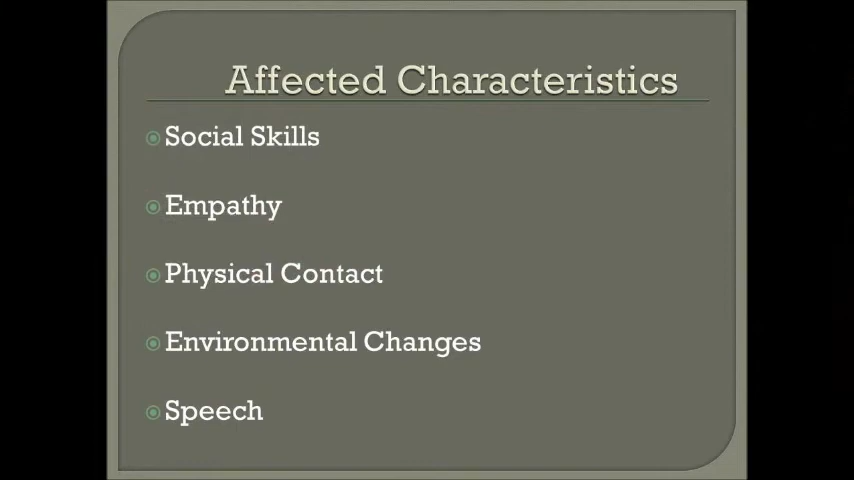 Affected Characteristics
Social Skills
Empathy
Physical Contact
Environmental Changes
Speech